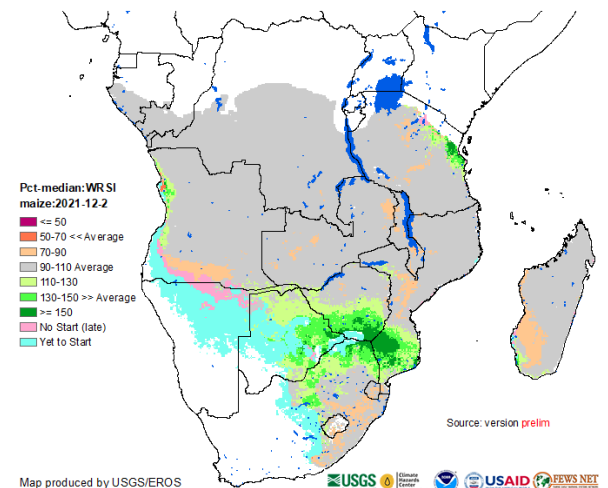 Pct-median:WRSI
maize:2021-12-2
<= 50
50-70 << Average
70-90
90-110 Average
110-130
130-150 >> Average
>= 150
No Start (late)
Yet to Start
Source: version prelim
Map produced by USGS/EROS
USGS
Climate
Hazards
Center
USAID
FEWS NET